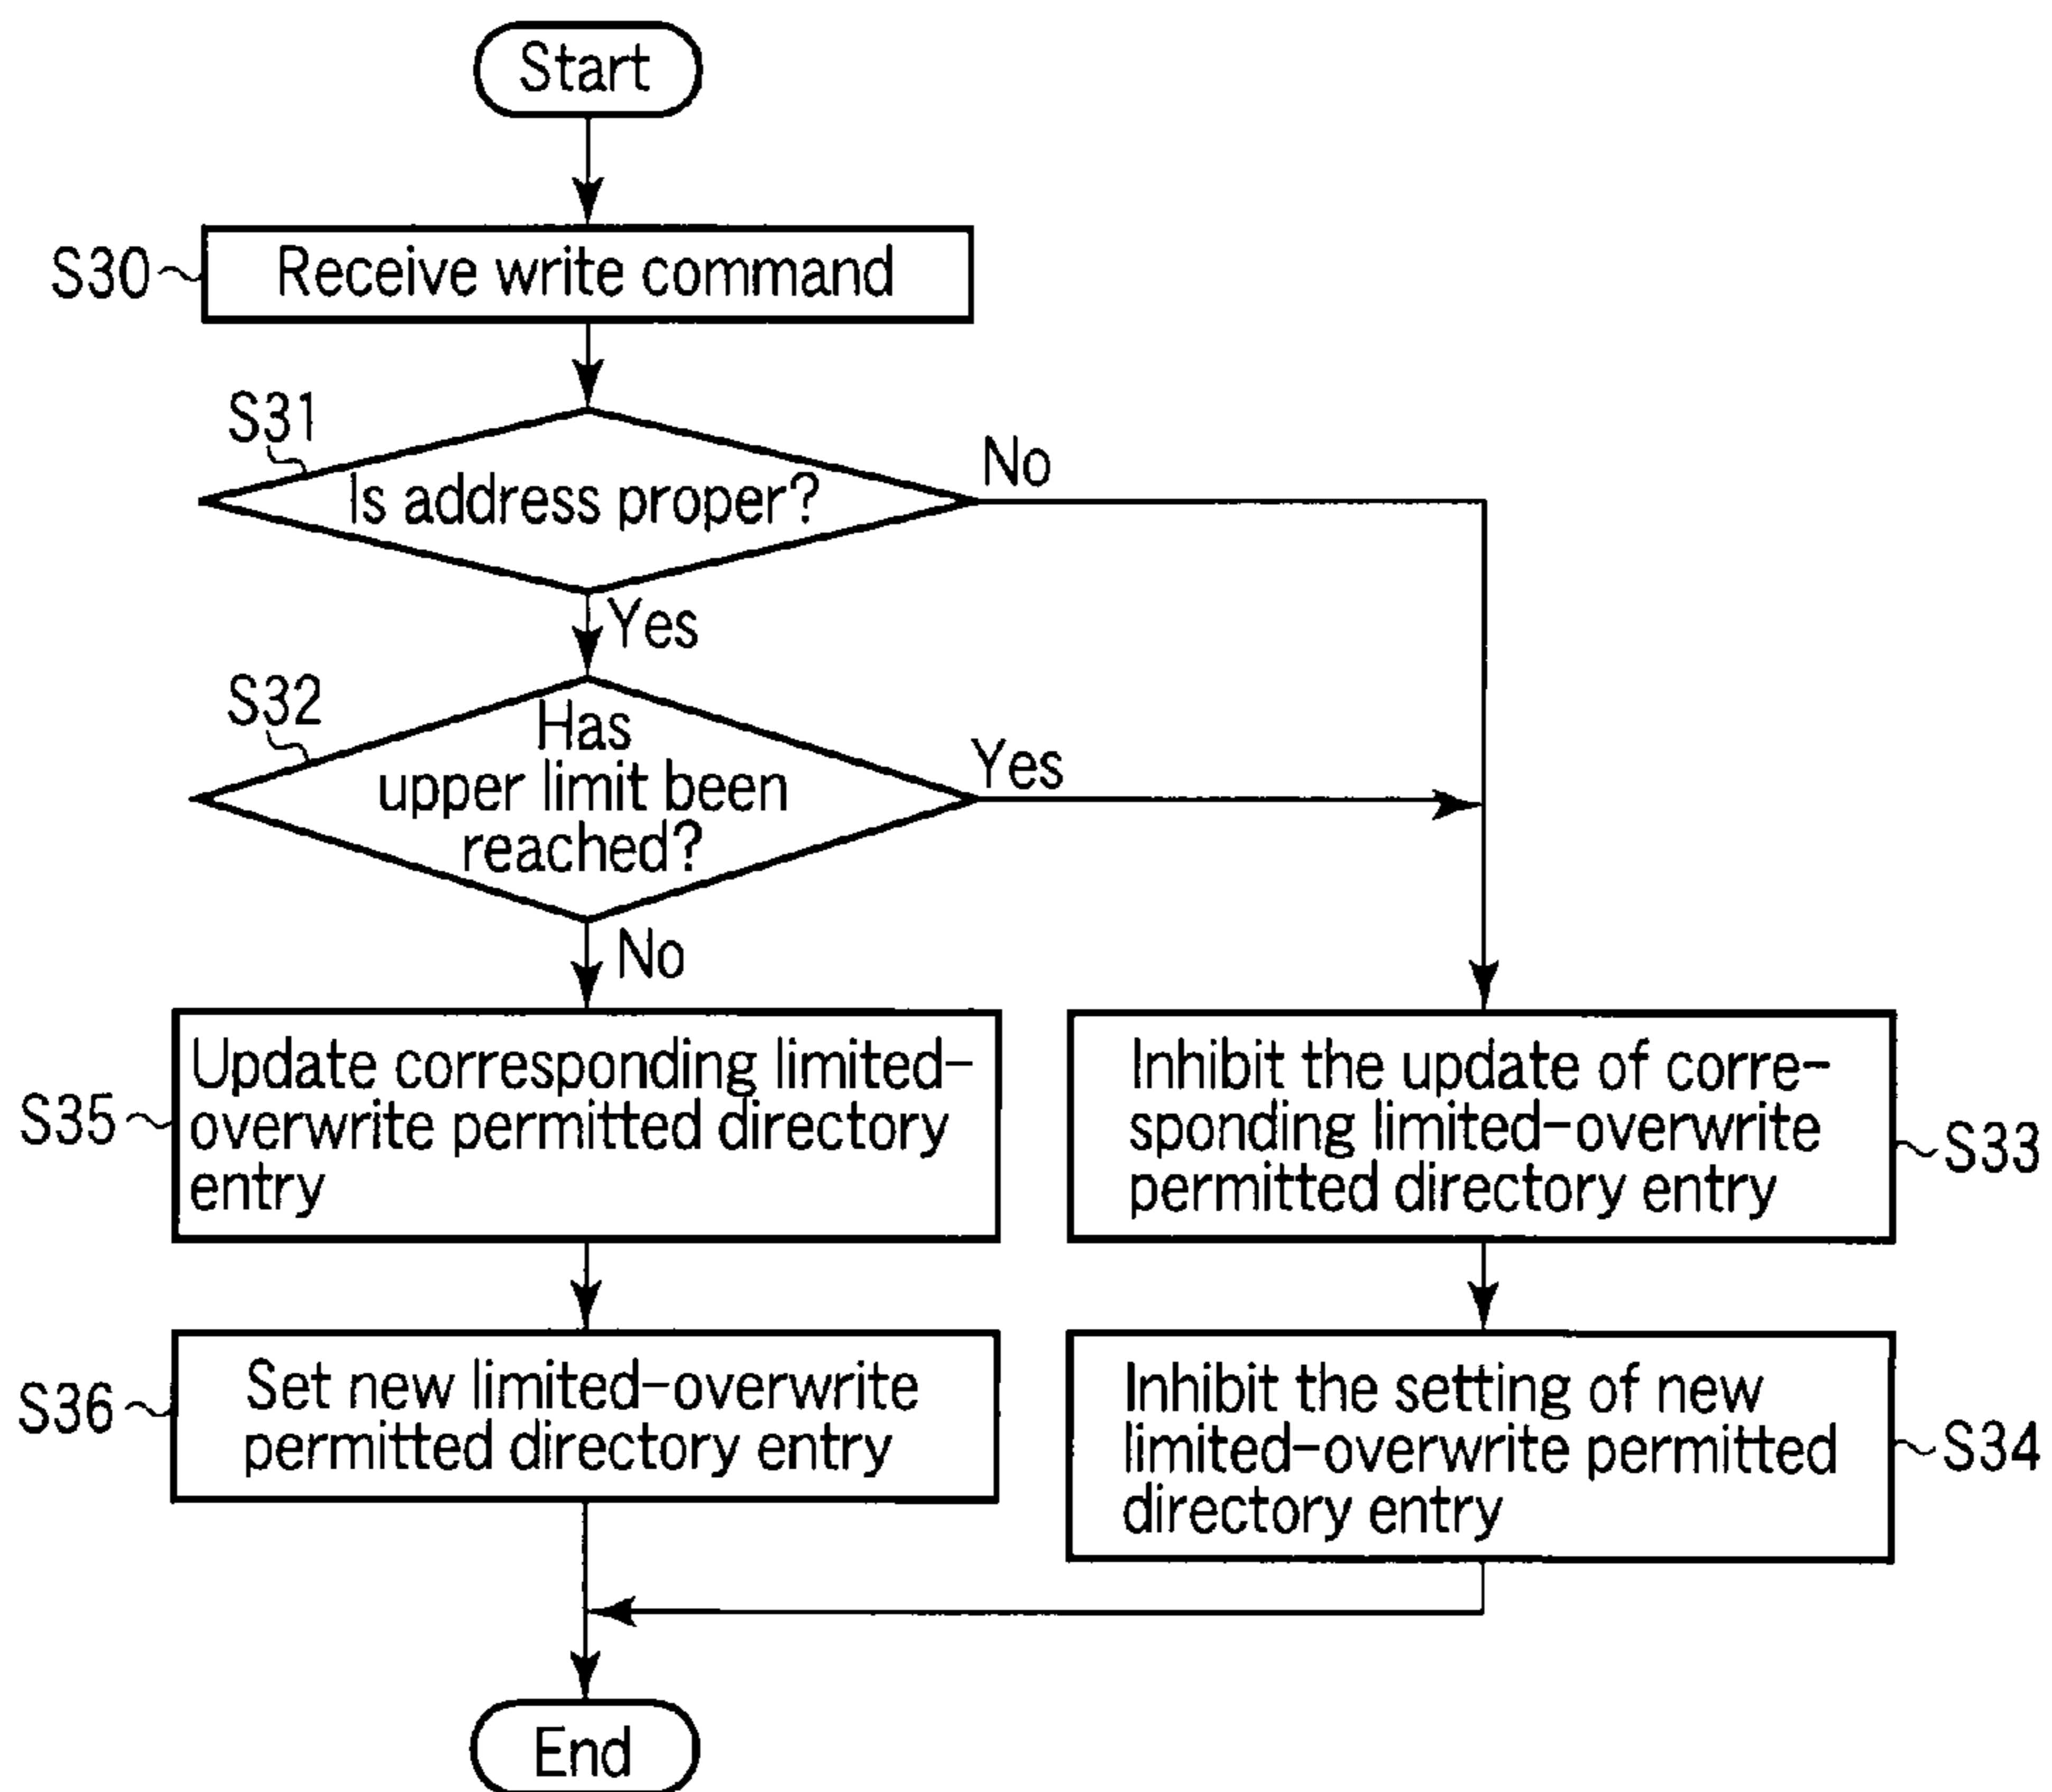 Start
S30
Receive write command
S31
Is address proper?
No
Yes
S32
Has
upper limit been
reached?
Yes
No
S35
Update corresponding limited-
overwrite permitted directory
entry
Inhibit the update of corre-
sponding limited-overwrite
permitted directory entry
S33
S36
Set new limited-overwrite
permitted directory entry
Inhibit the setting of new
limited-overwrite permitted
directory entry
S34
End